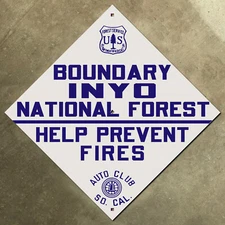 FOREST SERVICE
U S
BOUNDARY
INYO
NATIONAL FOREST
HELP PREVENT
FIRES
AUTO CLUB
SO. CAL.